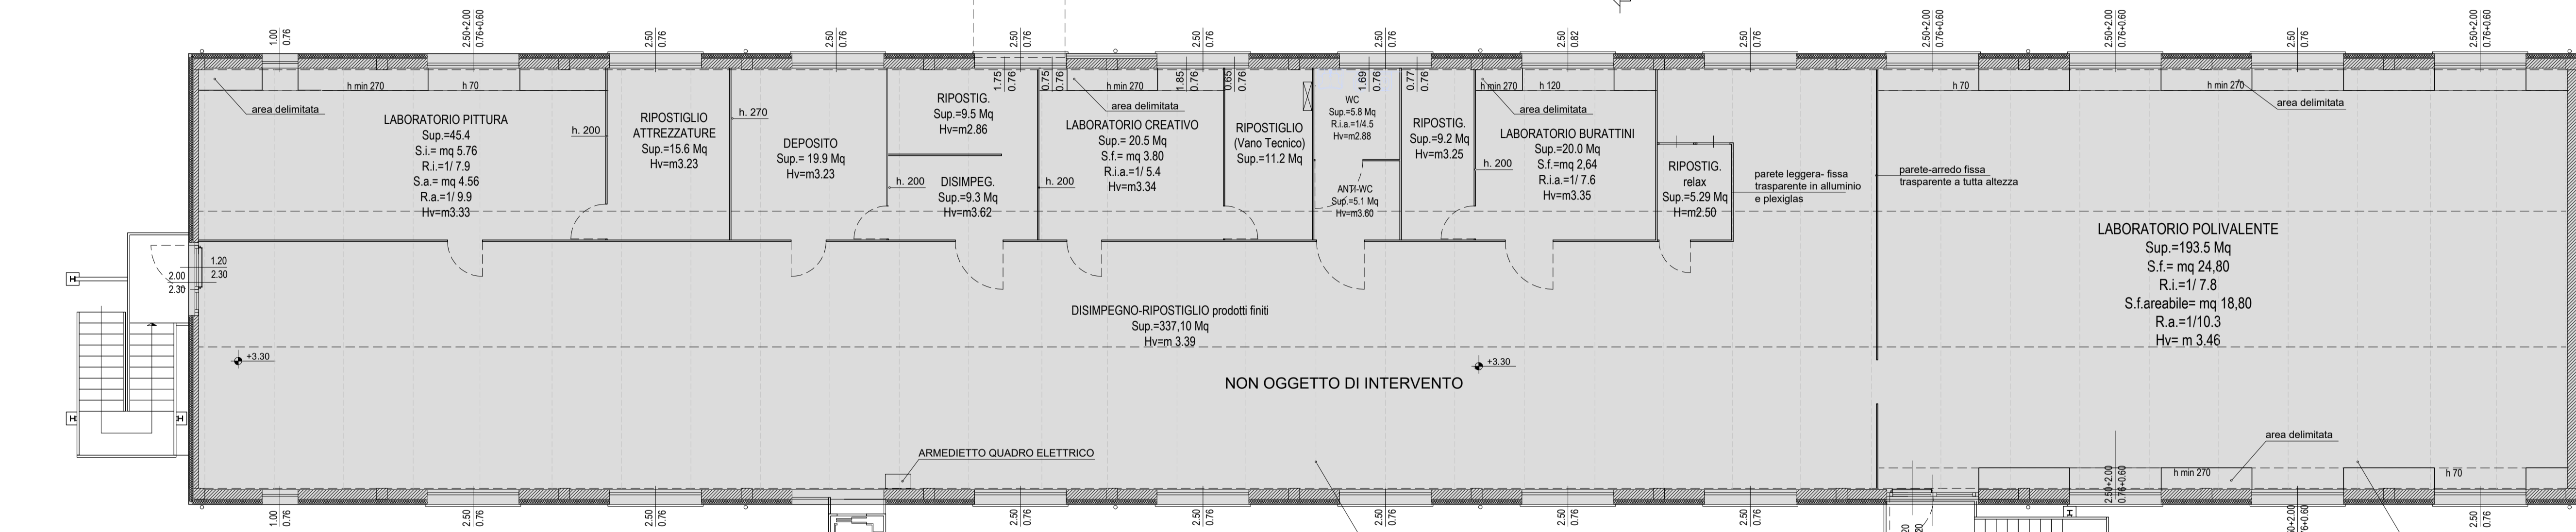 1.00
0.76
2.50+2.00
0.76+0.60
2.50
0.76
2.50
0.76
2.50
0.76
2.50
0.76
2.50
0.76
2.50
0.82
2.50
0.76
2.50+2.00
0.76+0.60
2.50+2.00
0.76+0.60
2.50
0.76
2.50+2.00
0.76+0.60
h min 270
h 70
area delimitata
LABORATORIO PITTURA
Sup.=45.4
S.i.= mq 5.76
R.i.=1/ 7.9
S.a.= mq 4.56
R.a.=1/ 9.9
Hv=m3.33
h. 200
RIPOSTIGLIO
ATTREZZATURE
Sup.=15.6 Mq
Hv=m3.23
h. 270
DEPOSITO
Sup.= 19.9 Mq
Hv=m3.23
RIPOSTIG.
Sup.=9.5 Mq
Hv=m2.86
1.75
0.76
h. 200
DISIMPEG.
Sup.=9.3 Mq
Hv=m3.62
0.75
0.76
h min 270
area delimitata
1.85
0.76
LABORATORIO CREATIVO
Sup.= 20.5 Mq
S.f.= mq 3.80
R.i.a.=1/ 5.4
Hv=m3.34
h. 200
0.65
0.76
RIPOSTIGLIO
(Vano Tecnico)
Sup.=11.2 Mq
WC
Sup.=5.8 Mq
R.i.a.=1/4.5
Hv=m2.88
1.69
0.76
ANTI-WC
Sup.=5.1 Mq
Hv=m3.60
0.77
0.76
RIPOSTIG.
Sup.=9.2 Mq
Hv=m3.25
h min 270
h 120
area delimitata
LABORATORIO BURATTINI
Sup.=20.0 Mq
S.f.=mq 2,64
R.i.a.=1/ 7.6
Hv=m3.35
h. 200
RIPOSTIG.
relax
Sup.=5.29 Mq
H=m2.50
parete leggera- fissa
trasparente in alluminio
e plexiglas
parete-arredo fissa
trasparente a tutta altezza
h 70
h min 270
area delimitata
LABORATORIO POLIVALENTE
Sup.=193.5 Mq
S.f.= mq 24,80
R.i.=1/ 7.8
S.f.areabile= mq 18,80
R.a.=1/10.3
Hv= m 3.46
1.20
2.30
2.00
2.30
DISIMPEGNO-RIPOSTIGLIO prodotti finiti
Sup.=337,10 Mq
Hv=m 3.39
+3.30
+3.30
NON OGGETTO DI INTERVENTO
ARMEDIETTO QUADRO ELETTRICO
area delimitata
h min 270
h 70
2.50+2.00
0.76+0.60
1.00
0.76
2.50
0.76
2.50
0.76
2.50
0.76
2.50
0.76
2.50
0.76
2.50
0.76
2.50
0.76
0.76+0.60
2.50
0.76